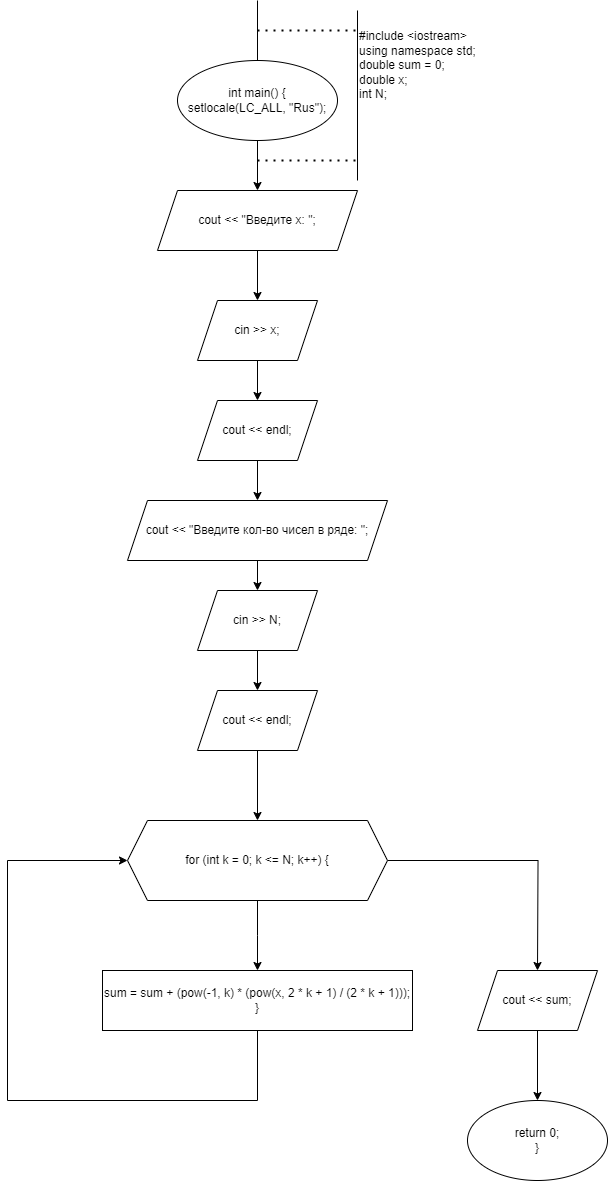 #include <iostream>
using namespace std;
double sum = 0;
double x;
int N;
int main() {
setlocale(LC_ALL, "Rus");
cout << "Введите x: ";
cin >> x;
cout << endl;
cout << "Введите кол-во чисел в ряде: ";
cin >> N;
cout << endl;
for (int k = 0; k <= N; k++) {
sum = sum + (pow(-1, k) * (pow(x, 2 * k + 1) / (2 * k + 1)));
}
cout << sum;
return 0;
}